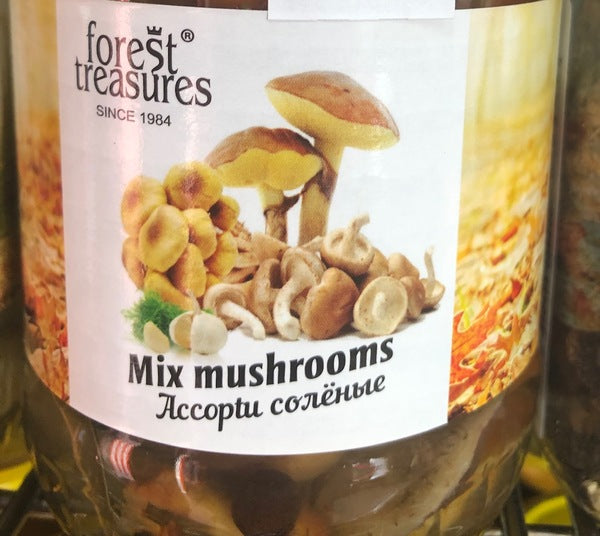 forest®
treasures
SINCE 1984
Mix mushrooms
Ассорти солёные